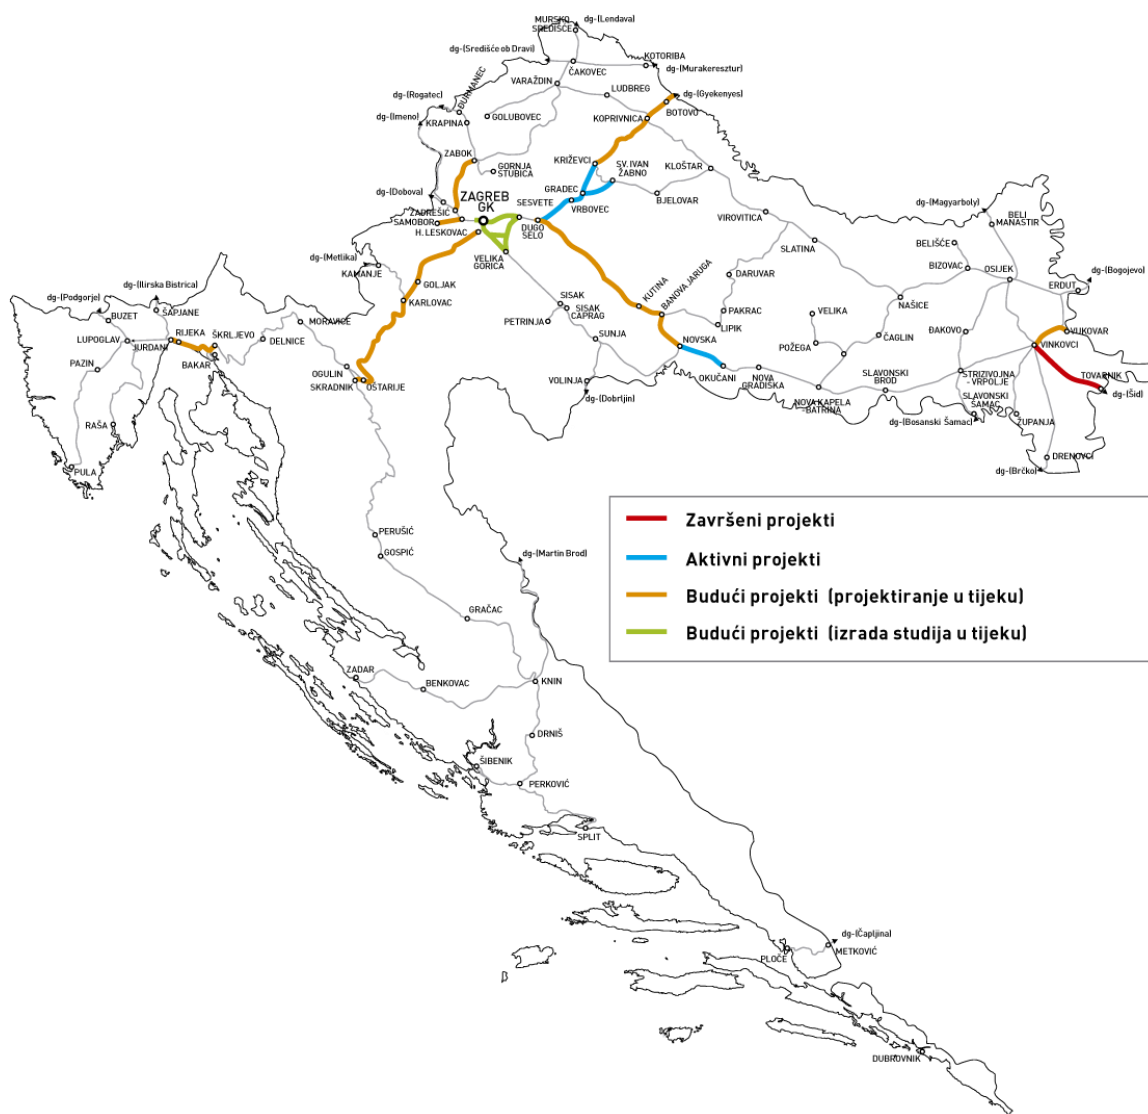 MURSKO
SREDIŠĆE
dg-(Lendava)
dg-(Središće ob Dravi)
KOTORIBA
dg-(Murakeresztur)
ČAKOVEC
ĐURMANEC
VARAŽDIN
LUDBREG
dg-(Gyekenyes)
dg-(Rogatec)
BOTOVO
dg-(Imeno)
KRAPINA
GOLUBOVEC
KOPRIVNICA
ZABOK
GORNJA
STUBICA
KRIŽEVCI
SV. IVAN
ŽABNO
KLOŠTAR
dg-(Dobova)
ZAGREB
GK
GRADEC
BJELOVAR
SESVETE
VRBOVEC
ZADREŠIĆ
SAMOBOR
H. LESKOVAC
DUGO
SELO
VIROVITICA
dg-(Magyarboly)
BELI
MANASTIR
VELIKA
GORICA
SLATINA
BELIŠĆE
dg-(Metlika)
KAMANJE
BIZOVAC
OSIJEK
dg-(Bogojevo)
ERDUT
dg-(Ilirska Bistrica)
dg-(Podgorje)
GOLJAK
DARUVAR
KUTINA
BANOVA JARUGA
BUZET
ŠAPJANE
KARLOVAC
SISAK
SISAK
CAPRAG
PETRINJA
PAKRAC
VELIKA
NAŠICE
MORAVICE
LIPIK
ĐAKOVO
VUKOVAR
RIJEKA
ŠKRLJEVO
DELNICE
LUPOGLAV
JURDANI
SUNJA
NOVSKA
POŽEGA
ČAGLIN
VINKOVCI
BAKAR
PAZIN
OGULIN
SKRADNIK
OŠTARIJE
VOLINJA
dg-(Dobrljin)
OKUČANI
NOVA
GRADIŠKA
SLAVONSKI
BROD
STRIZIVOJNA
-VRPOLJE
TOVARNIK
dg-(Šid)
NOVA KAPELA
BATRINA
SLAVONSKI
ŠAMAC
dg-(Bosanski Šamac)
ŽUPANJA
RAŠA
PULA
DRENOVCI
dg-(Brčko)
Završeni projekti
Aktivni projekti
Budući projekti (projektiranje u tijeku)
Budući projekti (izrada studija u tijeku)
PERUŠIĆ
GOSPIĆ
dg-(Martin Brod)
GRAČAC
ZADAR
BENKOVAC
KNIN
DRNIŠ
ŠIBENIK
PERKOVIĆ
SPLIT
dg-(Čapljina)
PLOČE
METKOVIĆ
DUBROVNIK